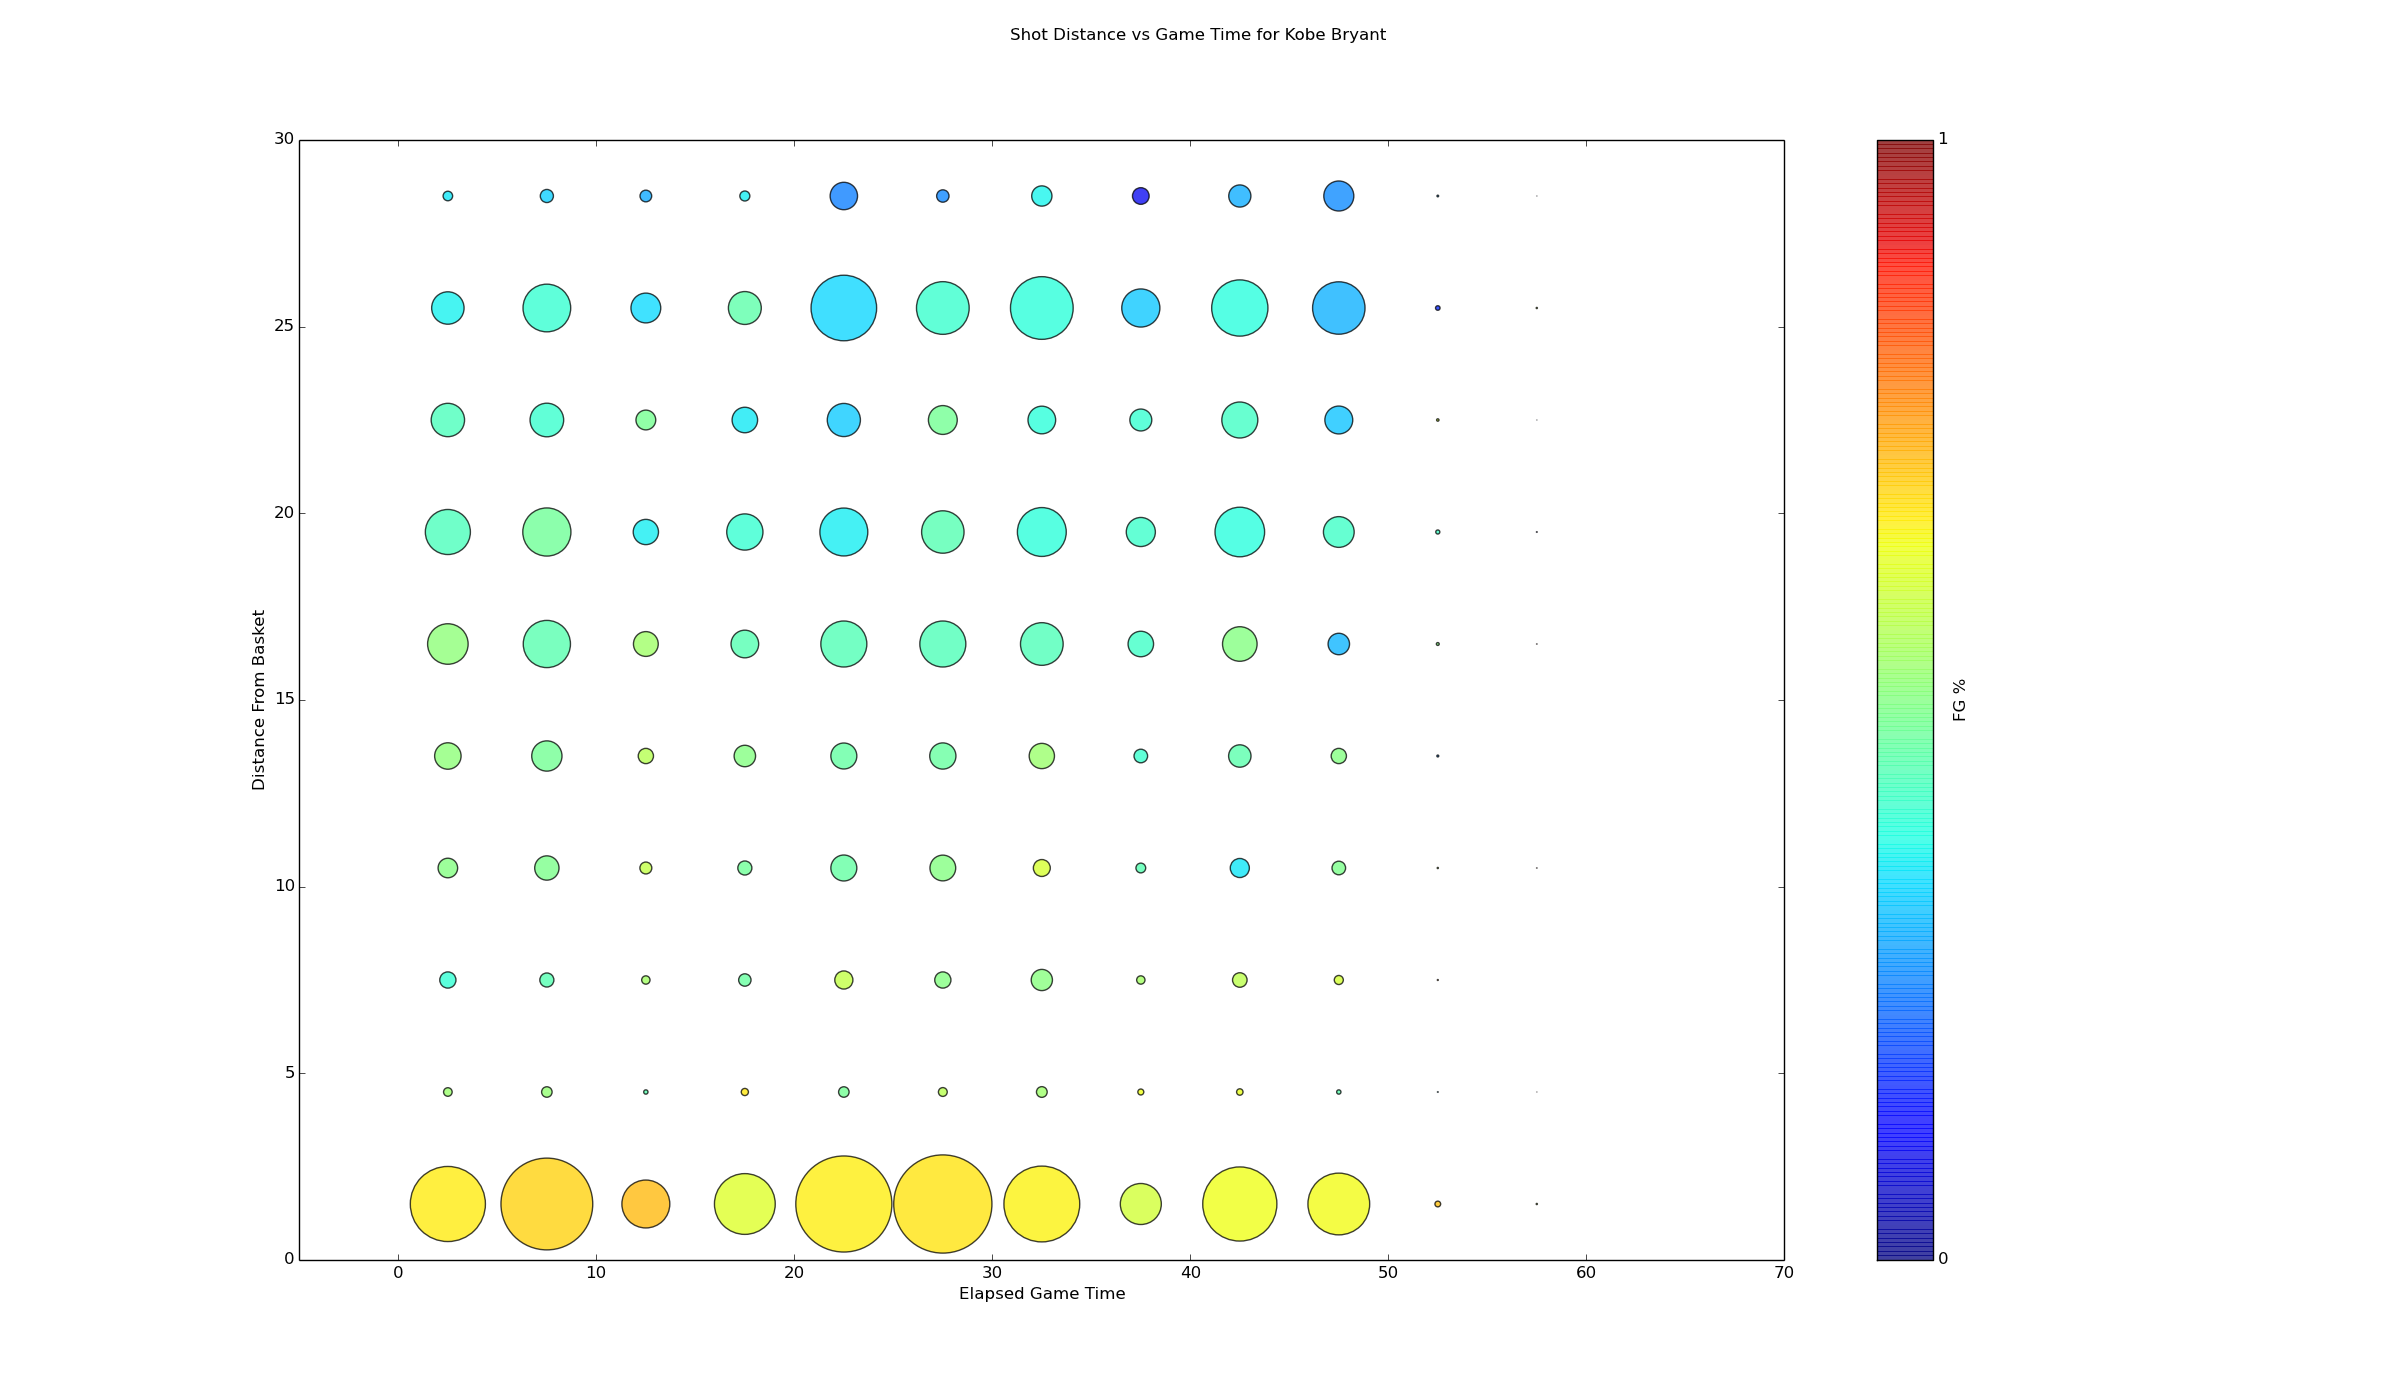 Shot Distance vs Game Time for Kobe Bryant
30
25
20
15
10
5
0
Distance From Basket
0 10 20 30 40 50 60 70
Elapsed Game Time
1
0
FG %